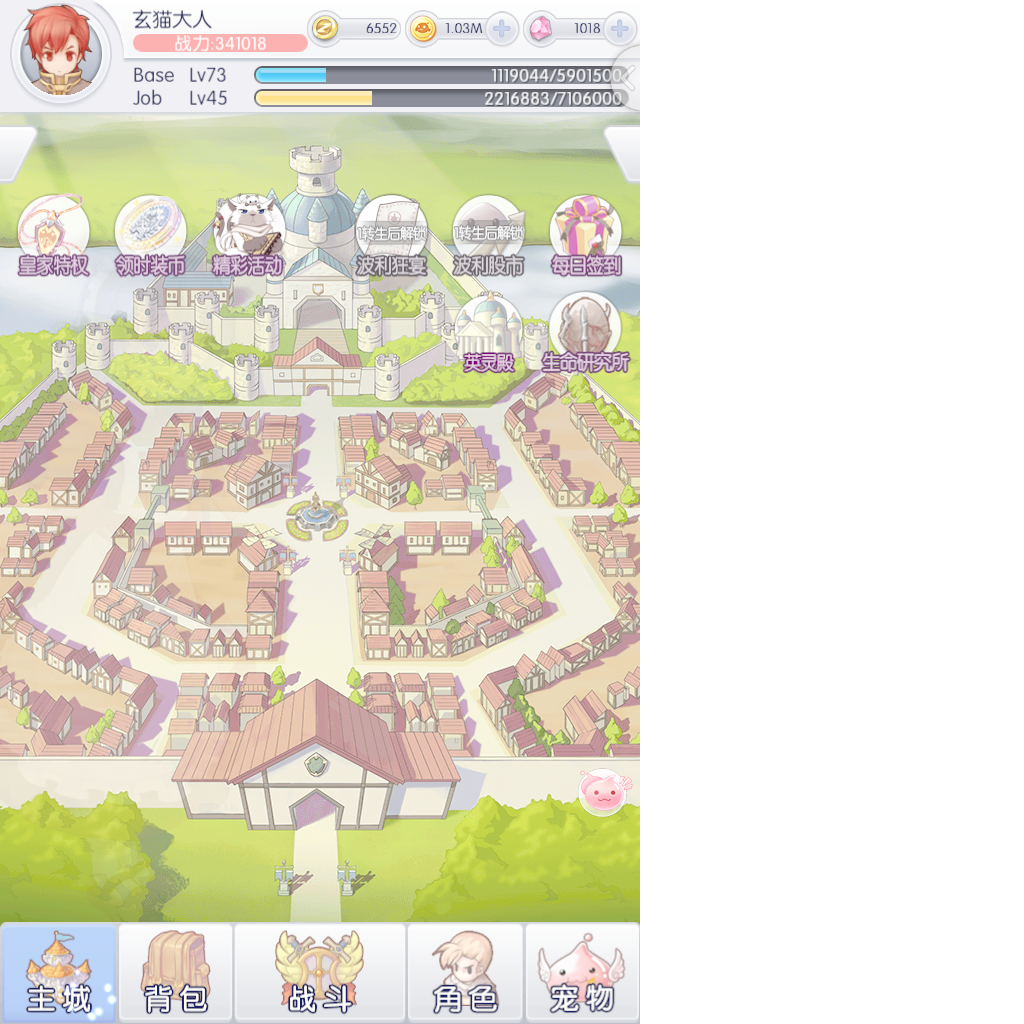 玄猫大人
战力:341018
6552
1.03M
1018
Base Lv73
1119044/5901500
Job Lv45
2216883/7106000
1转生后解锁
1转生后解锁
皇家特权
领时装币
精彩活动
波利狂宴
波利股市
每日签到
英灵殿
生命研究所
主城
背包
战斗
角色
宠物